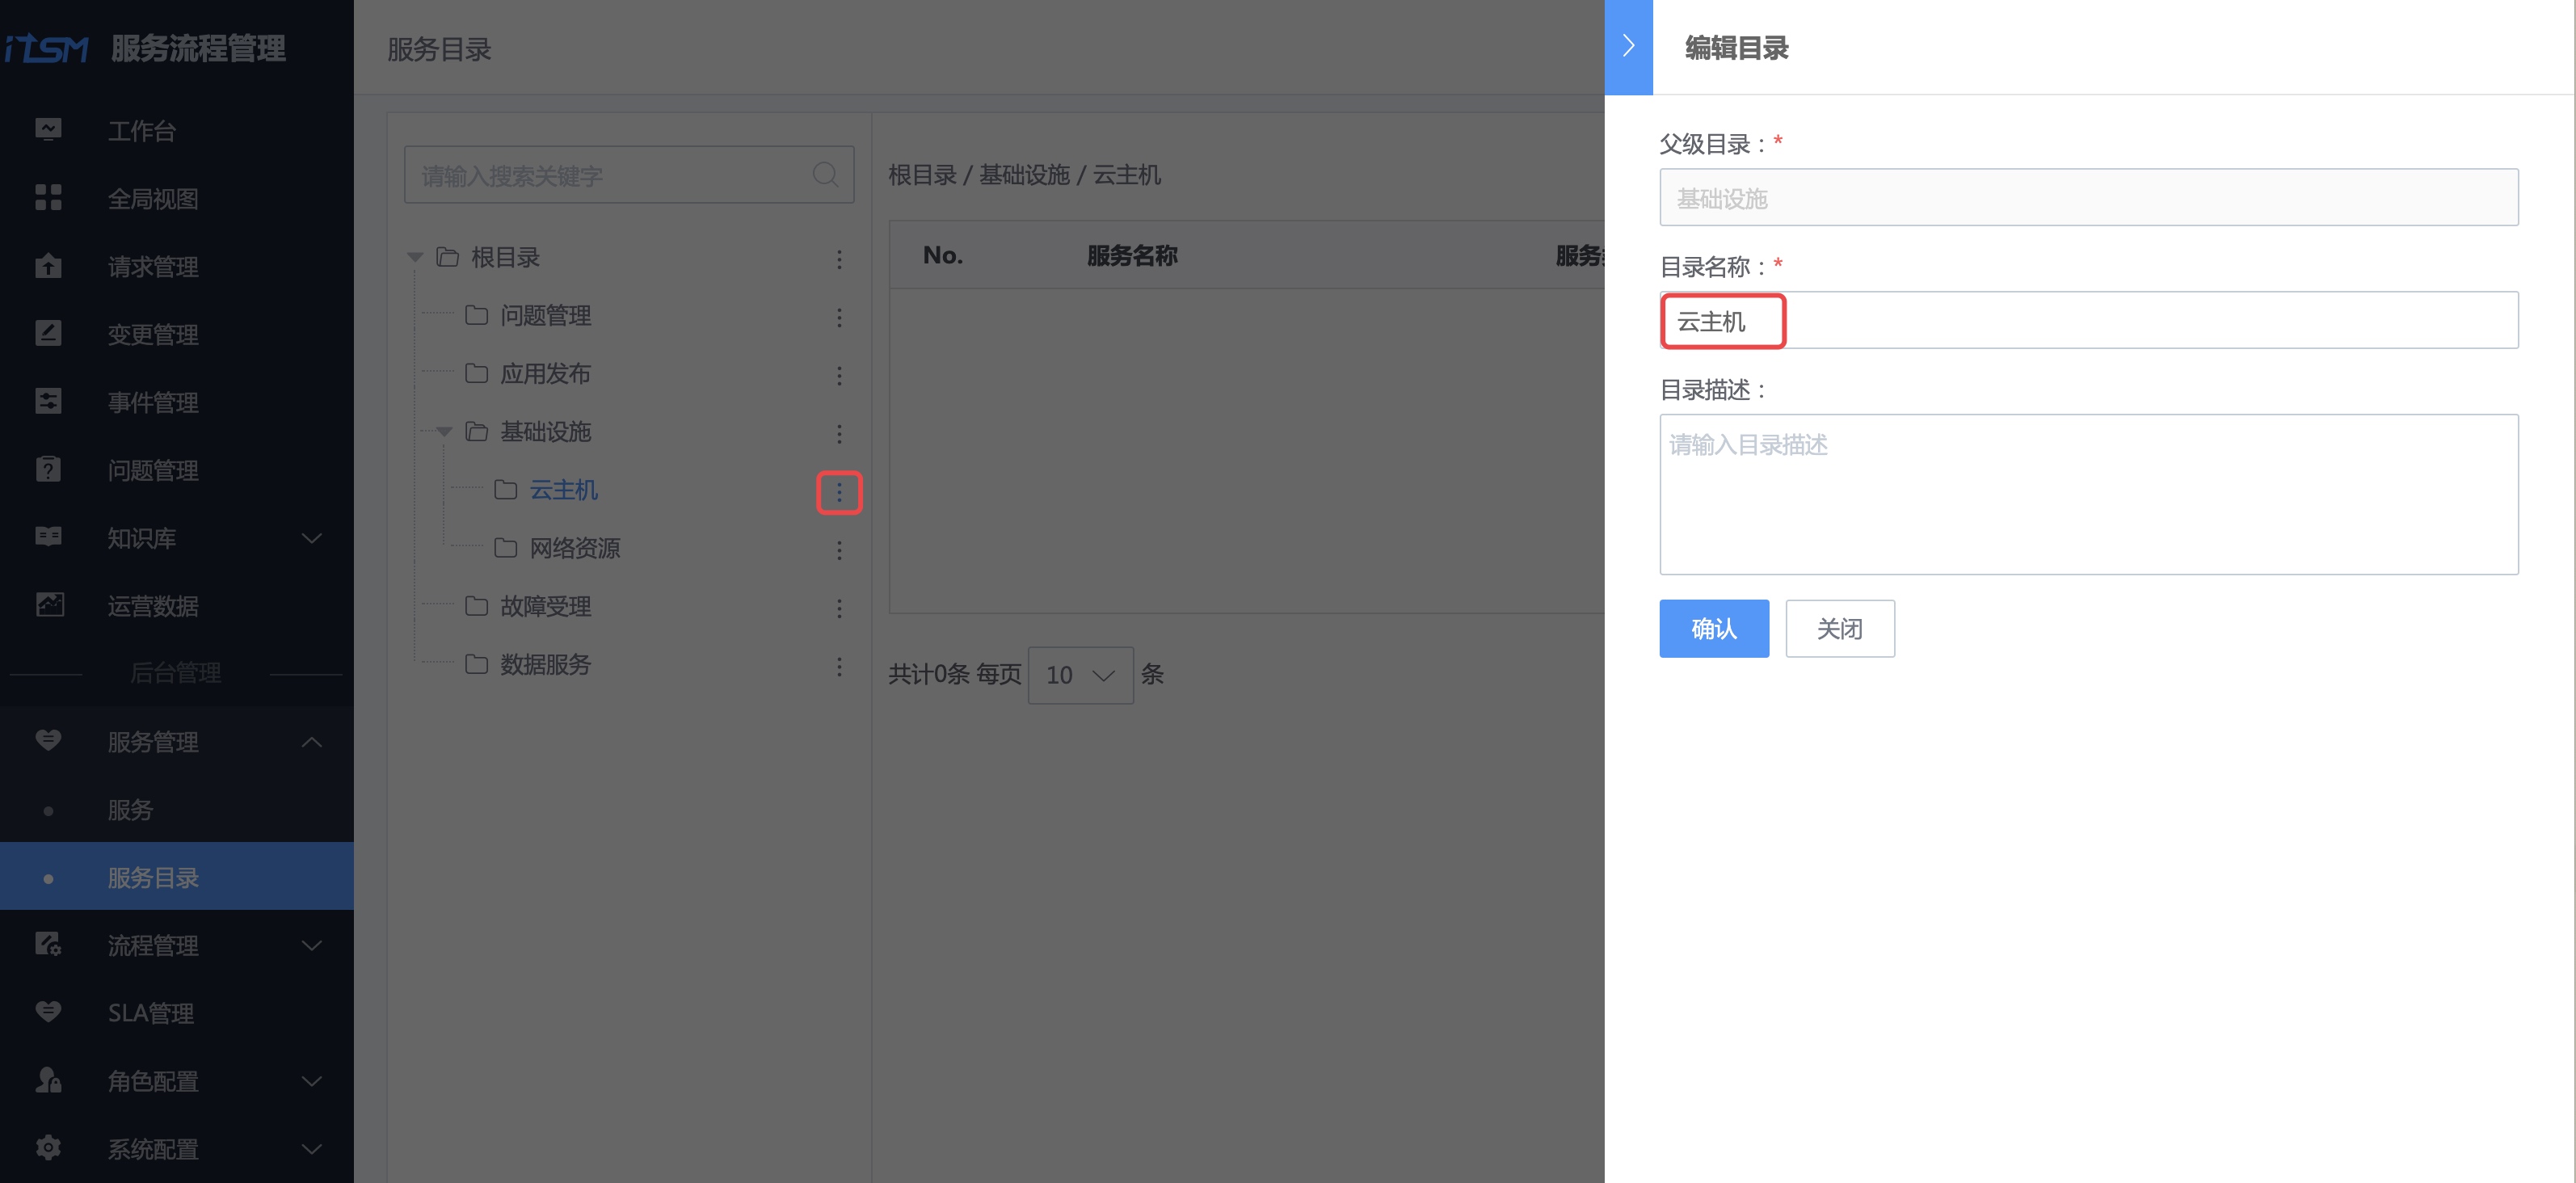 iTSM 服务流程管理
工作台
全局视图
请求管理
变更管理
事件管理
问题管理
知识库
运营数据
后台管理
服务管理
服务
服务目录
流程管理
SLA管理
角色配置
系统配置
服务目录
请输入搜索关键字
根目录
问题管理
应用发布
基础设施
云主机
网络资源
故障受理
数据服务
根目录 / 基础设施 / 云主机
No. 服务名称 服务
共计0条 每页 10 条
编辑目录
父级目录：*
基础设施
目录名称：*
云主机
目录描述：
请输入目录描述
确认 关闭